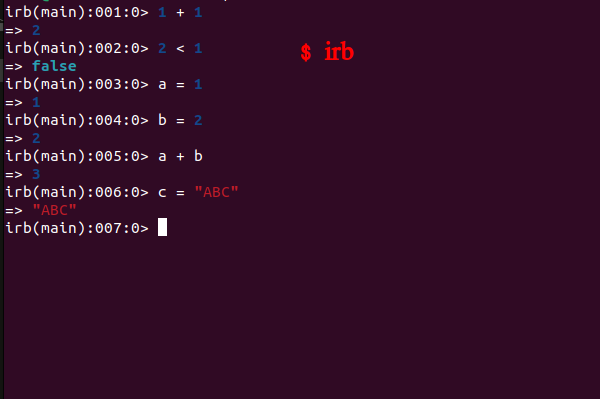 irb(main):001:0> 1 + 1
=> 2
irb(main):002:0> 2 < 1
$ irb
=> false
irb(main):003:0> a = 1
=> 1
irb(main):004:0> b = 2
=> 2
irb(main):005:0> a + b
=> 3
irb(main):006:0> c = "ABC"
=> "ABC"
irb(main):007:0>